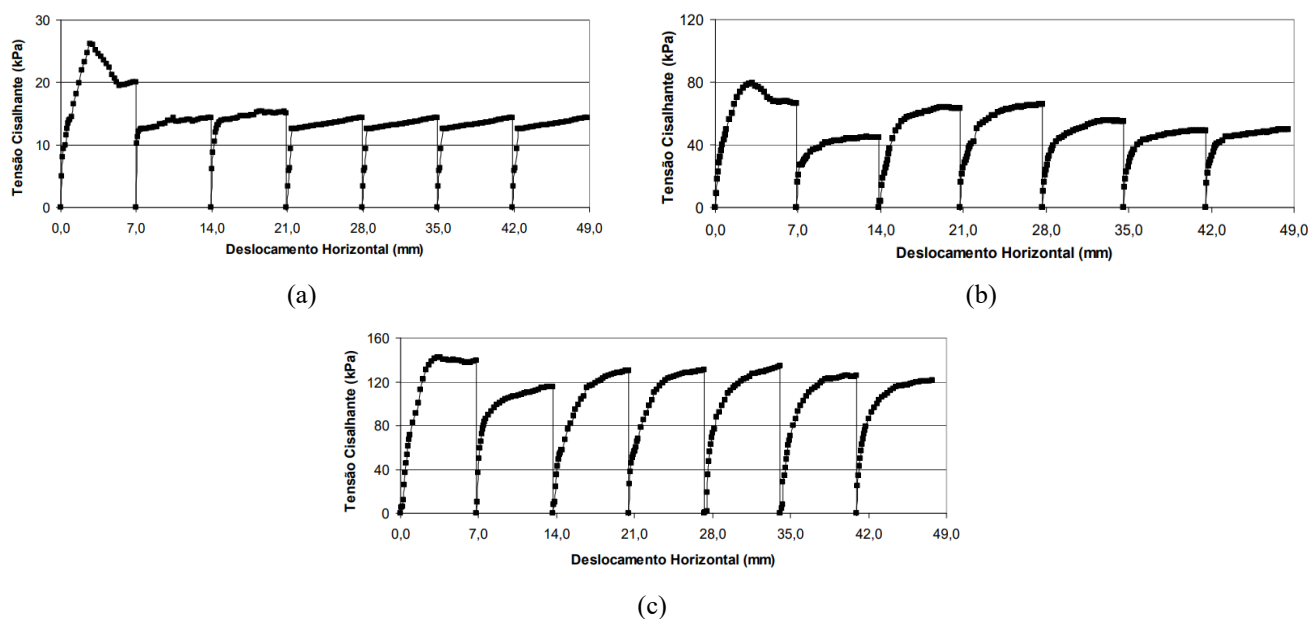 Tensão Cisalhante (kPa)
30
20
10
0
0,0 7,0 14,0 21,0 28,0 35,0 42,0 49,0
Deslocamento Horizontal (mm)
(a)
Tensão Cisalhante (kPa)
120
80
40
0
0,0 7,0 14,0 21,0 28,0 35,0 42,0 49,0
Deslocamento Horizontal (mm)
(b)
Tensão Cisalhante (kPa)
160
120
80
40
0
0,0 7,0 14,0 21,0 28,0 35,0 42,0 49,0
Deslocamento Horizontal (mm)
(c)